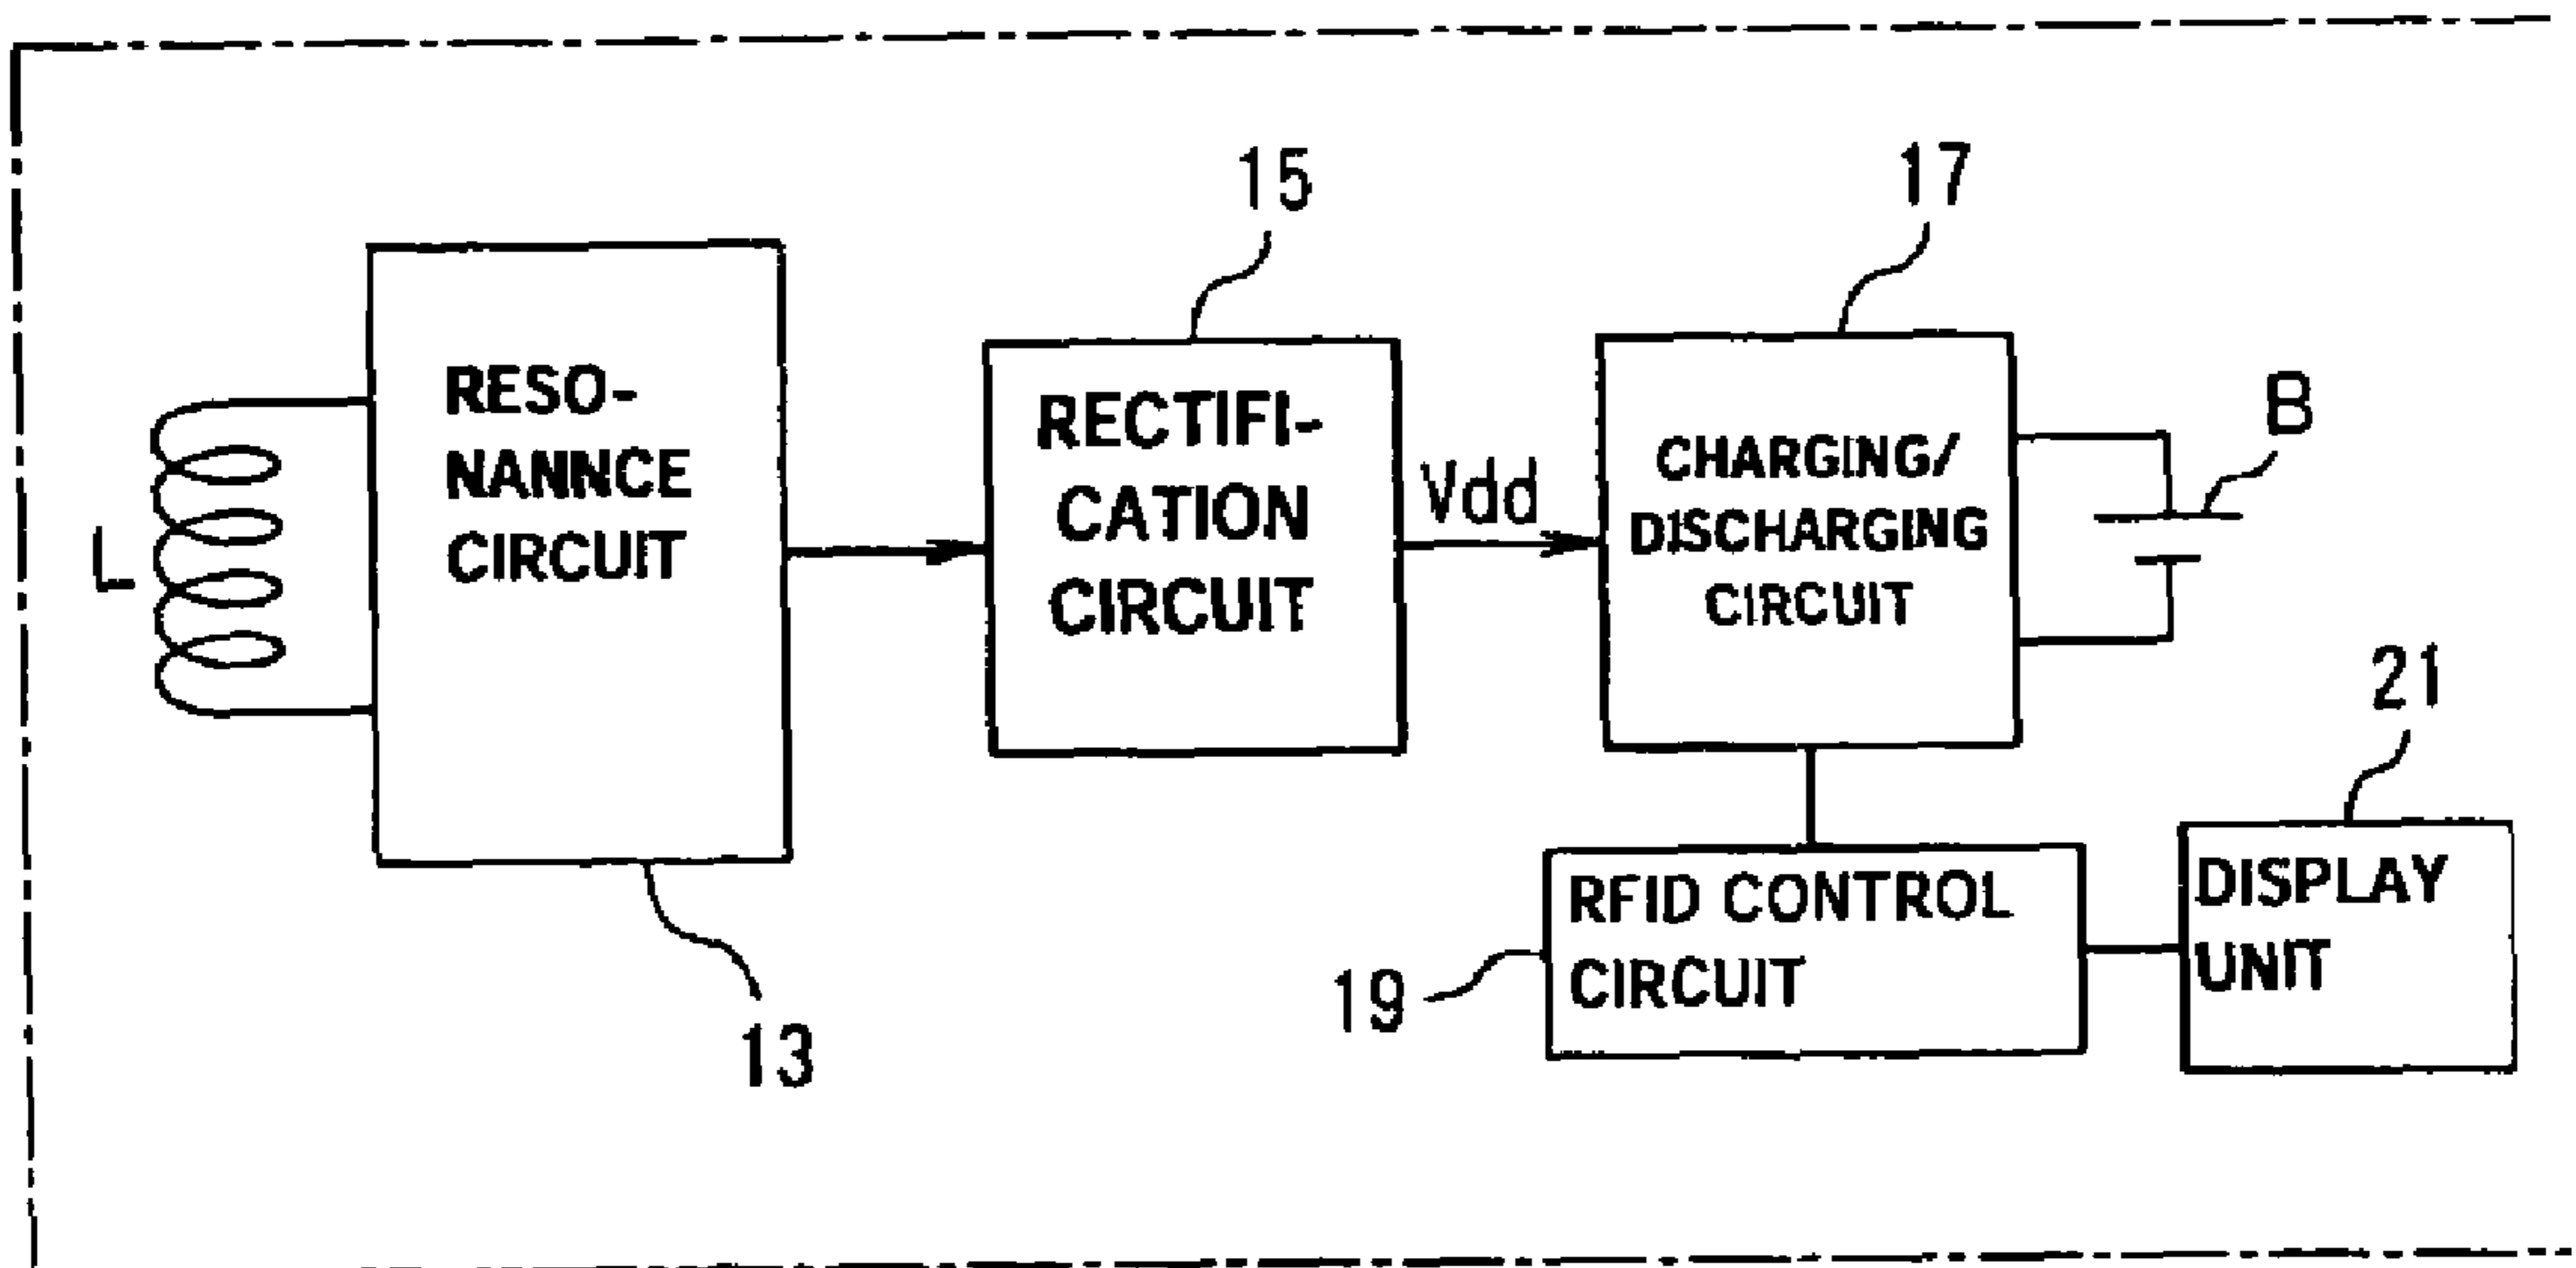 15
17
RESO-
NANNCE
CIRCUIT
L
RECTIFI-
CATION
CIRCUIT
Vdd
CHARGING/
DISCHARGING
CIRCUIT
B
21
RFID CONTROL
CIRCUIT
DISPLAY
UNIT
19
13